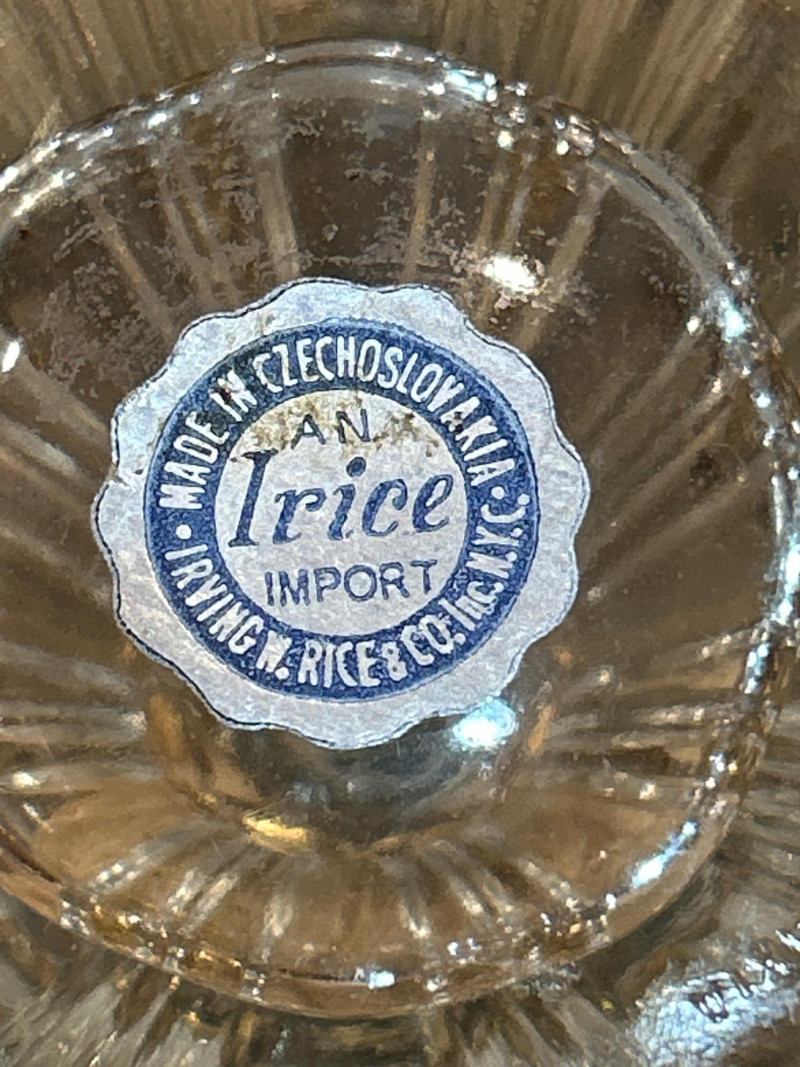 MADE IN CZECHOSLOVAKIA
AN
Irice
IMPORT
• IRVING W. RICE & CO. Inc. N.Y.C. •